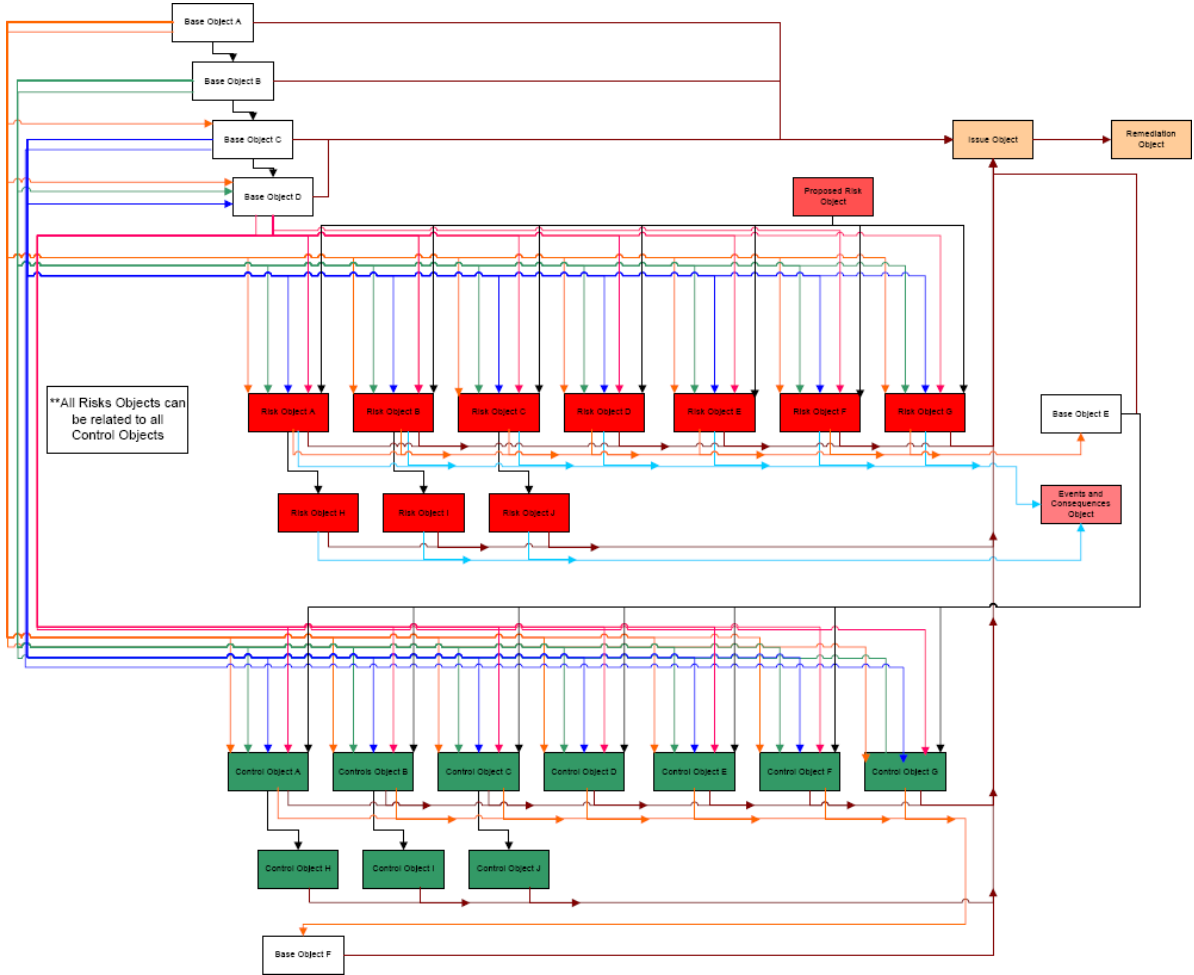 Base Object A
Base Object B
Base Object C
Issue Object
Remediation
Object
Base Object D
Proposed Risk
Object
**All Risks Objects can
be related to all
Control Objects
Risk Object A
Risk Object B
Risk Object C
Risk Object D
Risk Object E
Risk Object F
Risk Object G
Base Object E
Risk Object H
Risk Object I
Risk Object J
Events and
Consequences
Object
Control Object A
Controls Object B
Control Object C
Control Object D
Control Object E
Control Object F
Control Object G
Control Object H
Control Object I
Control Object J
Base Object F